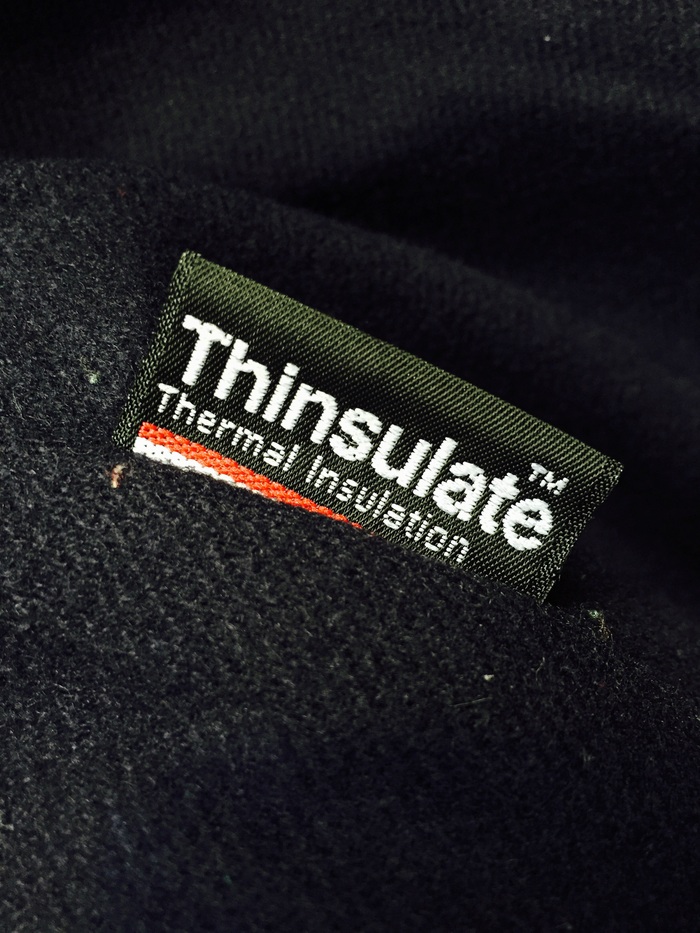 Thinsulate™
Thermal Insulation